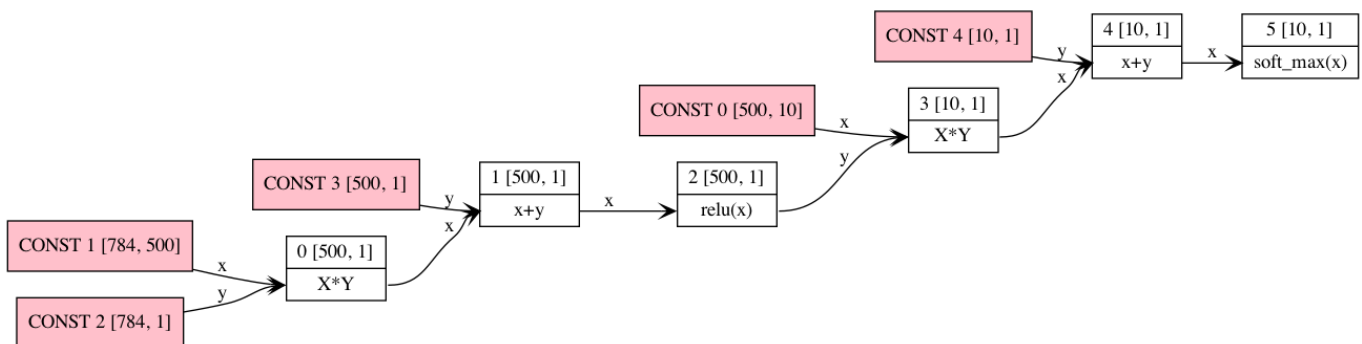 CONST 4 [10, 1]
y
x
4 [10, 1]
x+y
x
5 [10, 1]
soft_max(x)
CONST 0 [500, 10]
x
y
3 [10, 1]
X*Y
CONST 3 [500, 1]
y
x
1 [500, 1]
x+y
x
2 [500, 1]
relu(x)
CONST 1 [784, 500]
x
y
0 [500, 1]
X*Y
CONST 2 [784, 1]